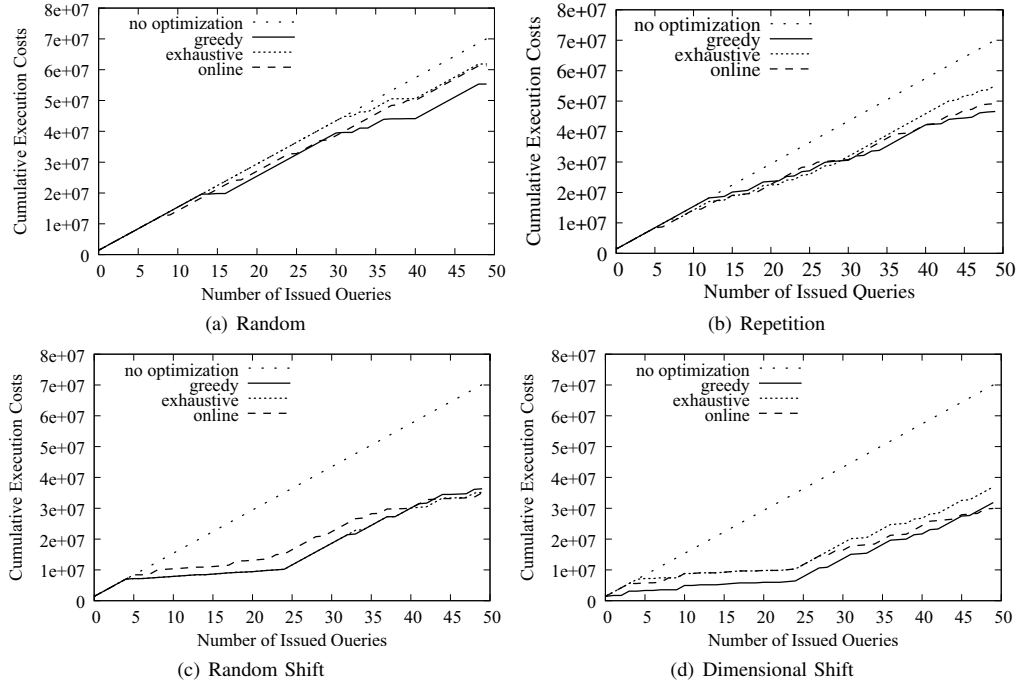 8e+07
7e+07
6e+07
5e+07
4e+07
3e+07
2e+07
1e+07
0
Cumulative Execution Costs
no optimization
greedy
exhaustive
online
0 5 10 15 20 25 30 35 40 45 50
Number of Issued Oueries
(a) Random
8e+07
7e+07
6e+07
5e+07
4e+07
3e+07
2e+07
1e+07
0
Cumulative Execution Costs
no optimization
greedy
exhaustive
online
0 5 10 15 20 25 30 35 40 45 50
Number of Issued Queries
(b) Repetition
8e+07
7e+07
6e+07
5e+07
4e+07
3e+07
2e+07
1e+07
0
Cumulative Execution Costs
no optimization
greedy
exhaustive
online
0 5 10 15 20 25 30 35 40 45 50
Number of Issued Oueries
(c) Random Shift
8e+07
7e+07
6e+07
5e+07
4e+07
3e+07
2e+07
1e+07
0
Cumulative Execution Costs
no optimization
greedy
exhaustive
online
0 5 10 15 20 25 30 35 40 45 50
Number of Issued Oueries
(d) Dimensional Shift